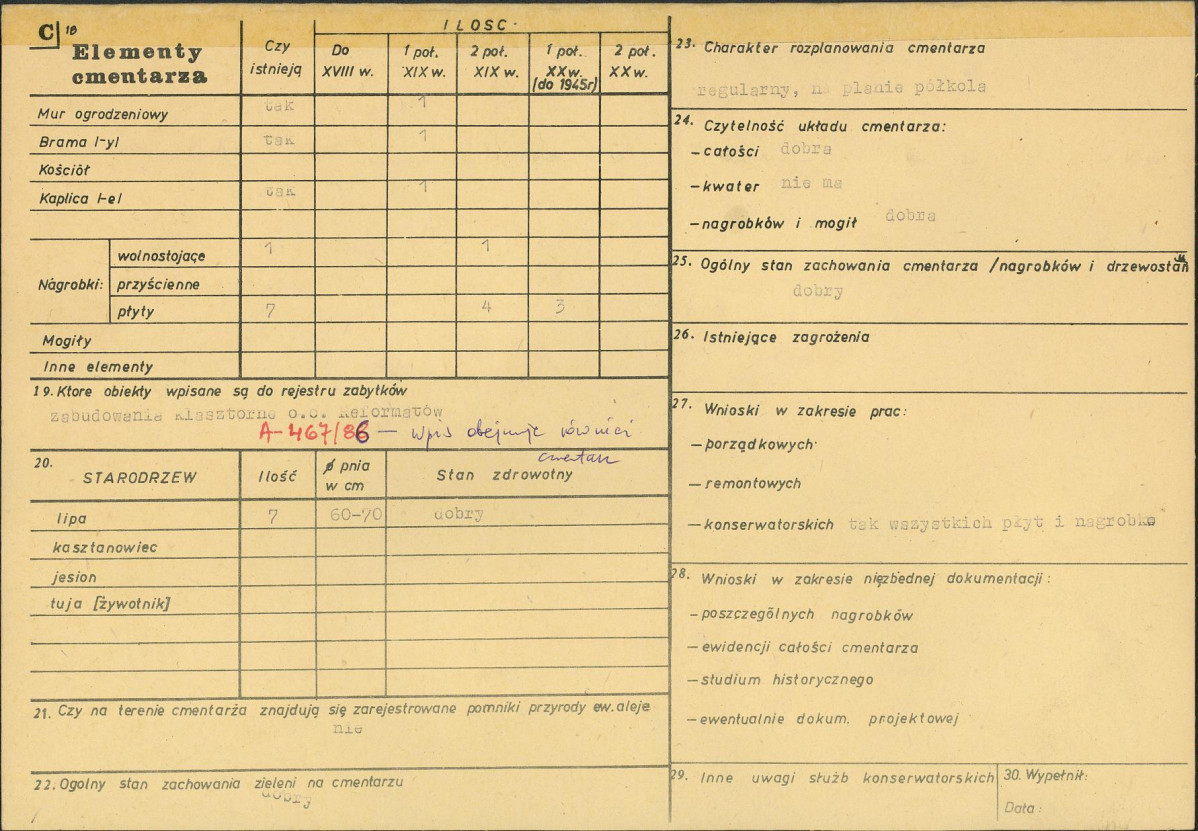 C 18
Elementy cmentarza
Czy istnieją
ILOSC
Do XVIII w.
1 poł. XIX w.
2 poł. XIX w.
1 poł. XX w. (do 1945r)
2 poł. XX w.
Mur ogrodzeniowy tak 1
Brama 1-yl tak 1
Kościół
Kaplica l-el tak 1
Nagrobki:
wolnostojące 1 1
przyścienne
płyty 7 4 3
Mogiły
Inne elementy
19. Ktore obiekty wpisane są do rejestru zabytków
zabudowania klasztorne o.o. Reformatów
A-467/86 — Wpis obejmuje również
cmentarz
20.
STARODRZEW
Ilość
ϕ pnia w cm
Stan zdrowotny
lipa 7 60-70 dobry
kasztanowiec
jesion
tuja [żywotnik]
21. Czy na terenie cmentarża znajdują się zarejestrowane pomniki przyrody ew. aleje
nie
22. Ogolny stan zachowania zieleni na cmentarzu
dobry
23. Charakter rozplanowania cmentarza
regularny, na planie półkola
24. Czytelność układu cmentarza:
- całości dobra
- kwater nie ma
- nagrobków i mogił dobra
25. Ogólny stan zachowania cmentarza /nagrobków i drzewostan
dobry
26. Istniejące zagrożenia
27. Wnioski w zakresie prac:
- porządkowych
- remontowych
- konserwatorskich tak wszystkich płyt i nagrobko
28. Wnioski w zakresie niezbednej dokumentacji:
- poszczególnych nagrobków
- ewidencji całości cmentarza
- studium historycznego
- ewentualnie dokum. projektowej
29. Inne uwagi służb konserwatorskich
30. Wypełnił:
Data: